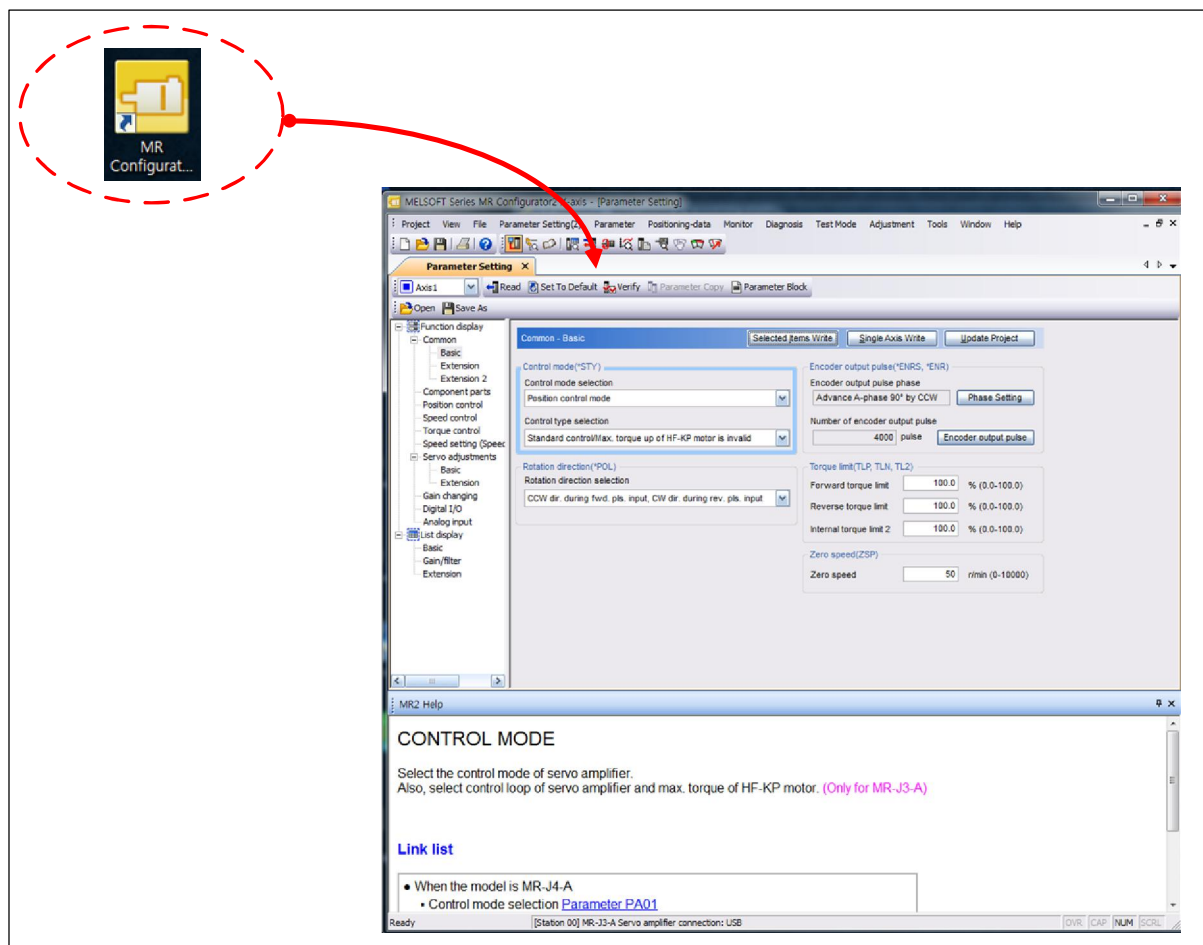 MR
Configurat...
MELSOFT Series MR Configurator2 1-axis - [Parameter Setting]
Project View File Parameter Setting(Z) Parameter Positioning-data Monitor Diagnosis Test Mode Adjustment Tools Window Help
Parameter Setting
Axis1 Read Set To Default Verify Parameter Copy Parameter Block
Open Save As
Function display
Common
Basic
Extension
Extension 2
Component parts
Position control
Speed control
Torque control
Speed setting (Speec
Servo adjustments
Basic
Extension
Gain changing
Digital I/O
Analog input
List display
Basic
Gain/filter
Extension
Common - Basic Selected Items Write Single Axis Write Update Project
Control mode(*STY)
Control mode selection
Position control mode
Control type selection
Standard control/Max. torque up of HF-KP motor is invalid
Rotation direction(*POL)
Rotation direction selection
CCW dir. during fwd. pls. input, CW dir. during rev. pls. input
Encoder output pulse(*ENRS, *ENR)
Encoder output pulse phase
Advance A-phase 90° by CCW Phase Setting
Number of encoder output pulse
4000 pulse Encoder output pulse
Torque limit(TLP, TLN, TL2)
Forward torque limit 100.0 % (0.0-100.0)
Reverse torque limit 100.0 % (0.0-100.0)
Internal torque limit 2 100.0 % (0.0-100.0)
Zero speed(ZSP)
Zero speed 50 r/min (0-10000)
MR2 Help
CONTROL MODE
Select the control mode of servo amplifier.
Also, select control loop of servo amplifier and max. torque of HF-KP motor. (Only for MR-J3-A)
Link list
• When the model is MR-J4-A
• Control mode selection Parameter PA01
Ready [Station 00] MR-J3-A Servo amplifier connection: USB OVR CAP NUM SCRL